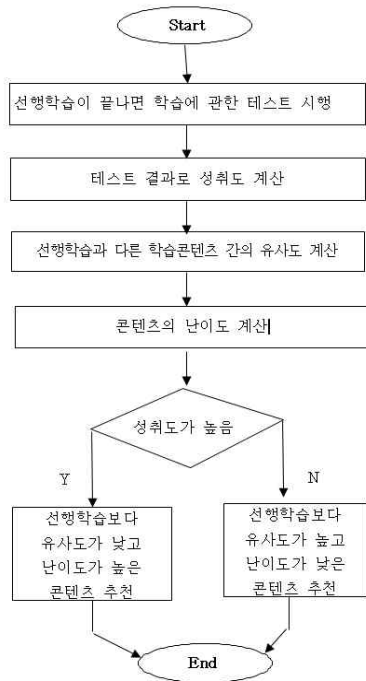 Start
선행학습이 끝나면 학습에 관한 테스트 시행
테스트 결과로 성취도 계산
선행학습과 다른 학습콘텐츠 간의 유사도 계산
콘텐츠의 난이도 계산
성취도가 높음
Y
N
선행학습보다
유사도가 낮고
난이도가 높은
콘텐츠 추천
선행학습보다
유사도가 높고
난이도가 낮은
콘텐츠 추천
End